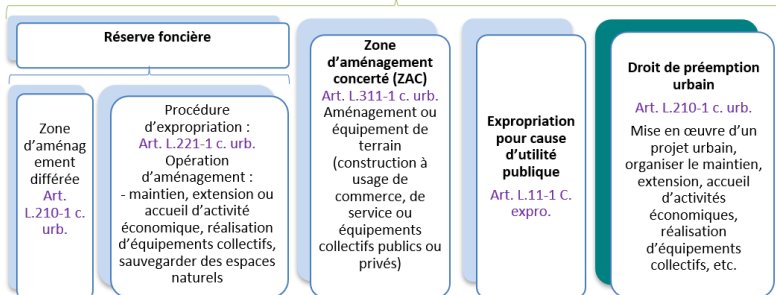 Réserve foncière
Zone
d'aménag
ement
différée
Art.
L.210-1 c.
urb.
Procédure
d'expropriation :
Art. L.221-1 c. urb.
Opération
d'aménagement :
- maintien, extension ou
accueil d'activité
économique, réalisation
d'équipements collectifs,
sauvegarder des espaces
naturels
Zone
d'aménagement
concerté (ZAC)
Art. L.311-1 c. urb.
Aménagement ou
équipement de
terrain
(construction à
usage de
commerce, de
service ou
équipements
collectifs publics ou
privés)
Expropriation
pour cause
d'utilité
publique
Art. L.11-1 C.
expro.
Droit de préemption
urbain
Art. L.210-1 c. urb.
Mise en œuvre d'un
projet urbain,
organiser le maintien,
extension, accueil
d'activités
économiques,
réalisation
d'équipements
collectifs, etc.